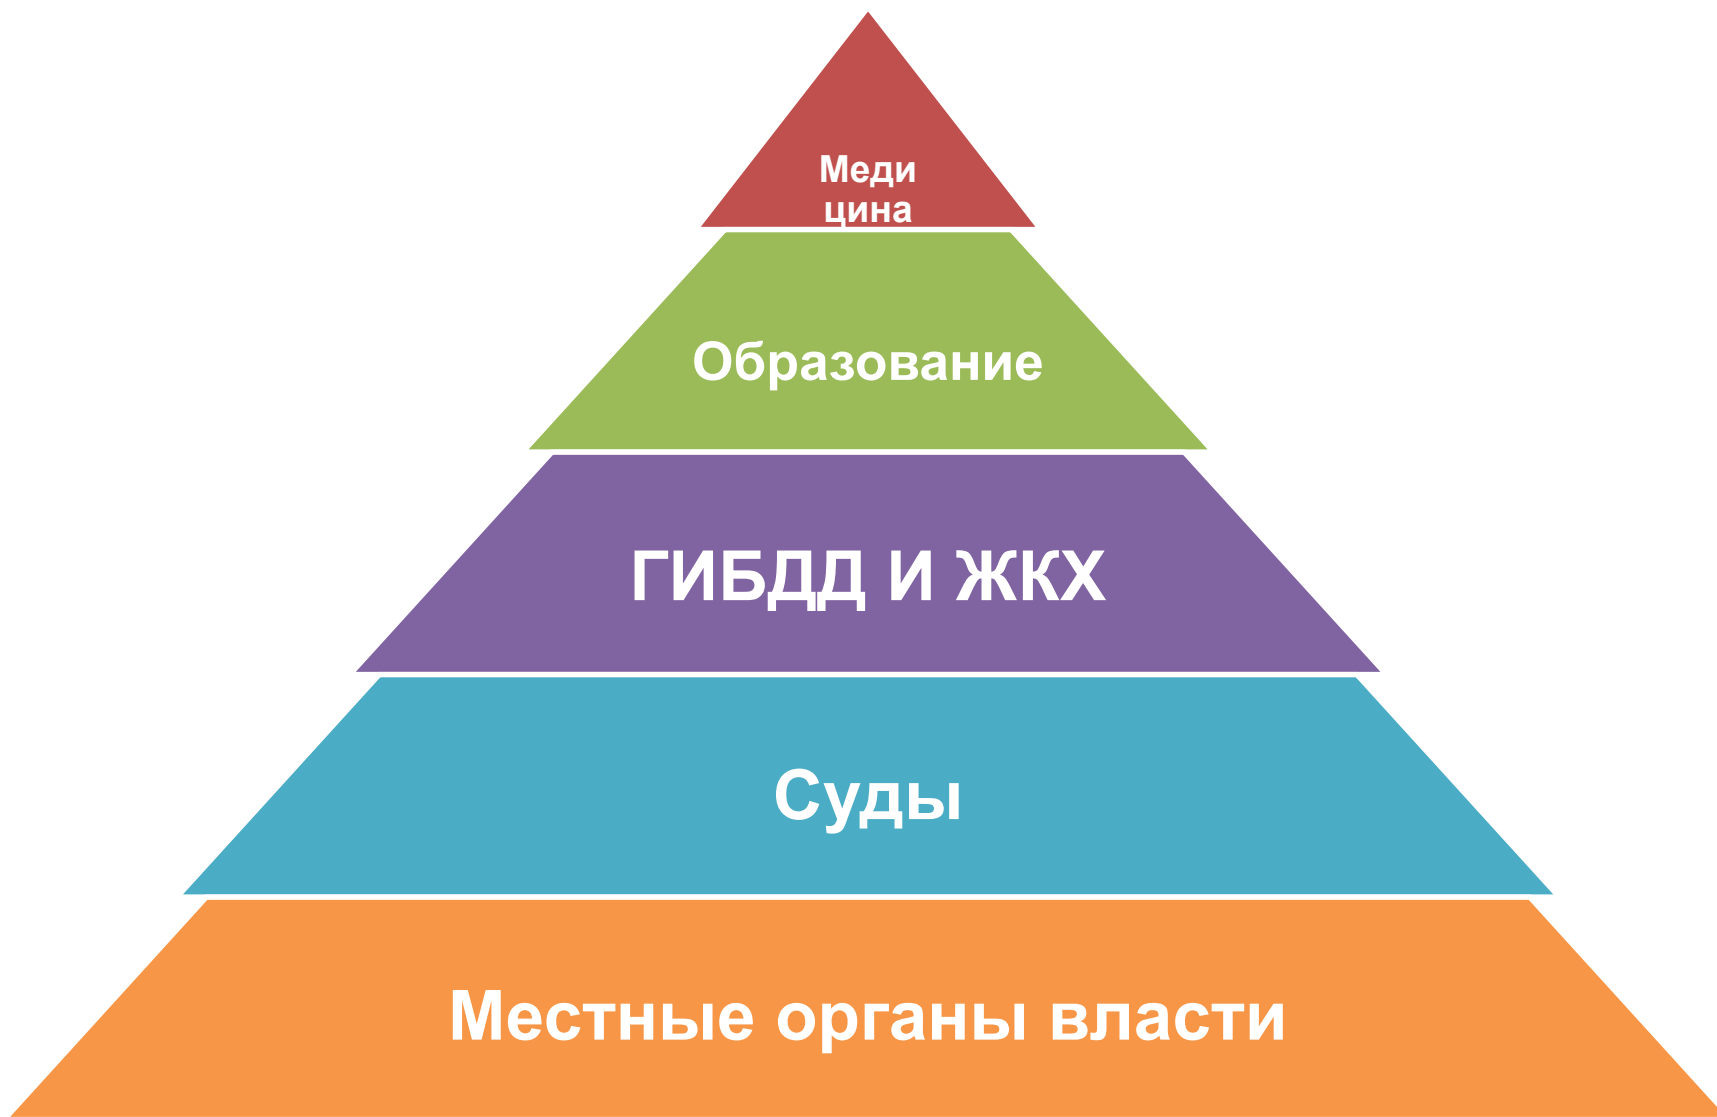 Меди
цина
Образование
ГИБДД И ЖКХ
Суды
Местные органы власти